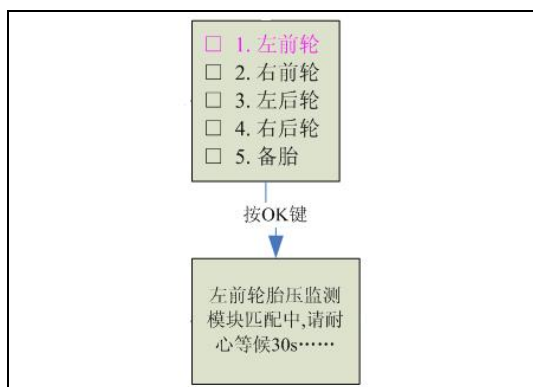 □ 1. 左前轮
□ 2. 右前轮
□ 3. 左后轮
□ 4. 右后轮
□ 5. 备胎
按OK键
左前轮胎压监测
模块匹配中,请耐
心等候30s……